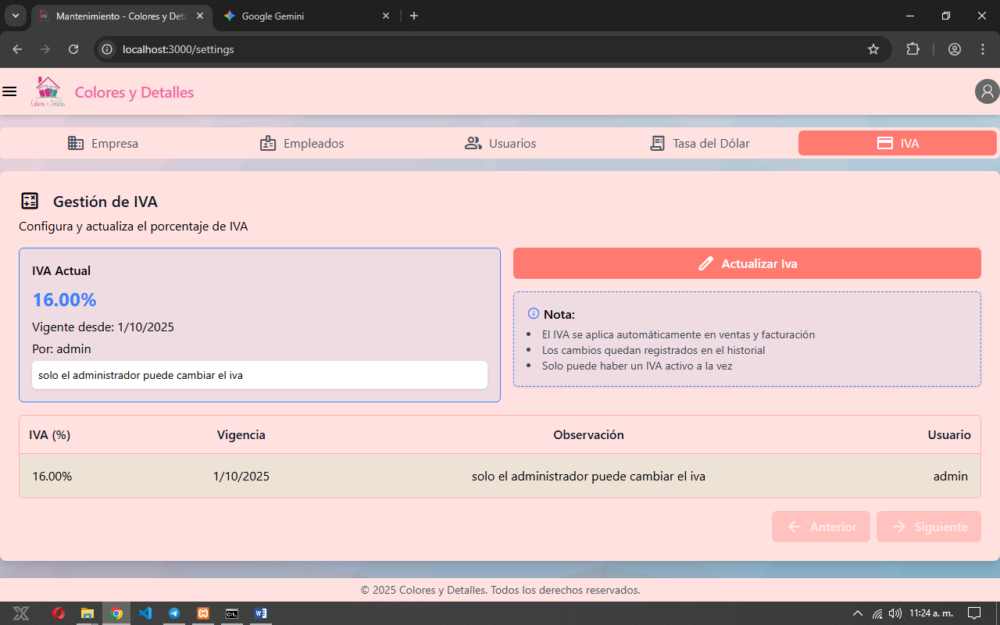 Mantenimiento - Colores y Deta
Google Gemini
localhost:3000/settings
Colores y Detalles
Colores y Detalles
Empresa
Empleados
Usuarios
Tasa del Dólar
IVA
Gestión de IVA
Configura y actualiza el porcentaje de IVA
IVA Actual
16.00%
Vigente desde: 1/10/2025
Por: admin
solo el administrador puede cambiar el iva
Actualizar Iva
Nota:
El IVA se aplica automáticamente en ventas y facturación
Los cambios quedan registrados en el historial
Solo puede haber un IVA activo a la vez
IVA (%) Vigencia Observación Usuario
16.00% 1/10/2025 solo el administrador puede cambiar el iva admin
Anterior
Siguiente
© 2025 Colores y Detalles. Todos los derechos reservados.
11:24 a. m.